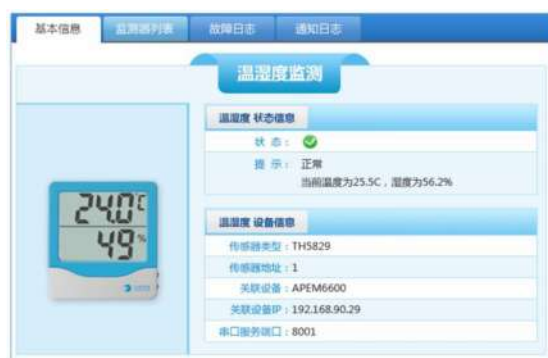 基本信息 监测器列表 故障日志 通知日志
温湿度监测
温湿度 状态信息
状 态：
提 示： 正常
当前温度为25.5C，湿度为56.2%
24.0°C
49%
温湿度 设备信息
传感器类型：TH5829
传感器地址：1
关联设备：APEM6600
关联设备IP：192.168.90.29
串口服务端口：8001